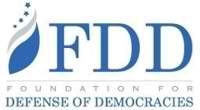 FDD
FOUNDATION FOR
DEFENSE OF DEMOCRACIES